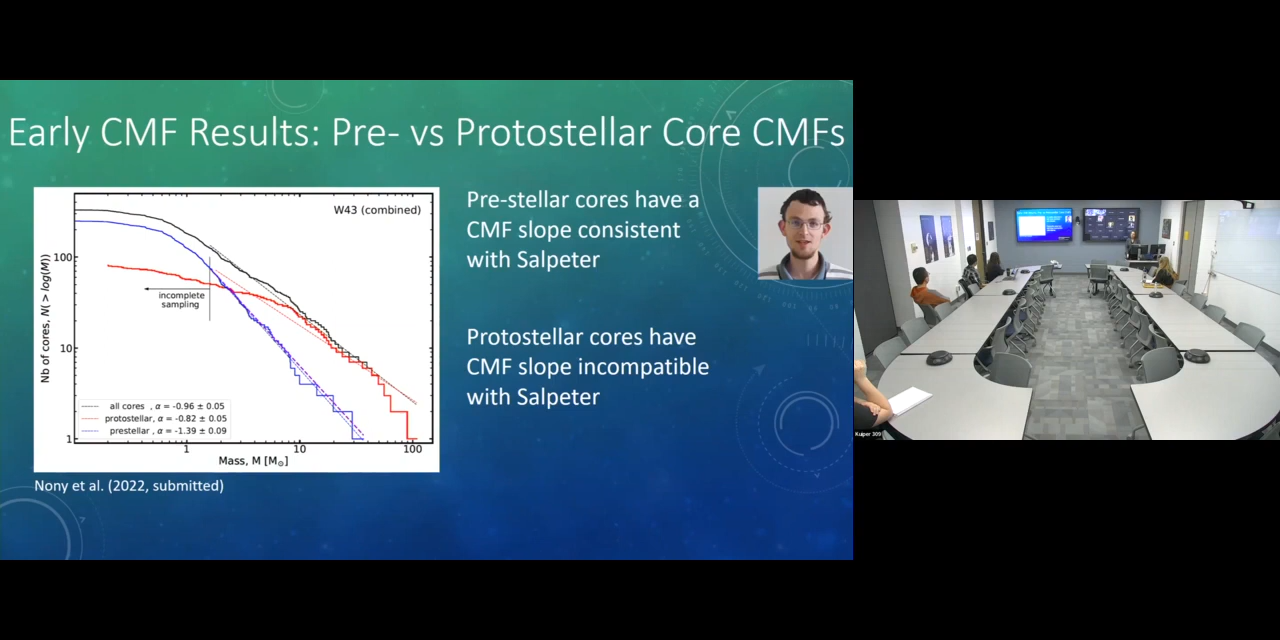 Early CMF Results: Pre- vs Protostellar Core CMFs
W43 (combined)
Nb of cores, N(> log(M))
100
10
1
incomplete
sampling
all cores , α = -0.96 ± 0.05
protostellar, α = -0.82 ± 0.05
prestellar , α = -1.39 ± 0.09
1
10
100
Mass, M [M⊙]
Nony et al. (2022, submitted)
Pre-stellar cores have a
CMF slope consistent
with Salpeter
Protostellar cores have
CMF slope incompatible
with Salpeter
Kuiper 309